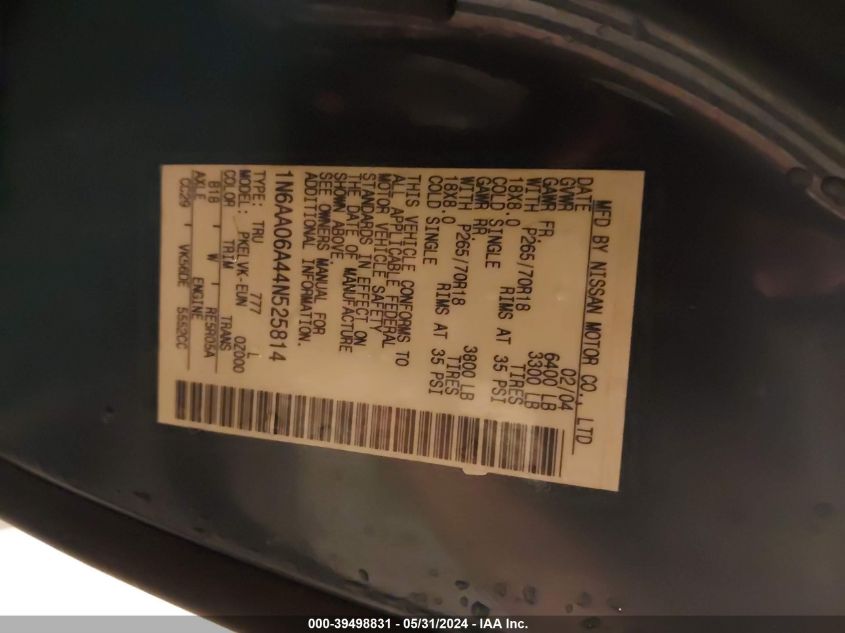 MFD BY NISSAN MOTOR CO., LTD
DATE 02/04
GVWR 6400 LB
GAWR FR. 3300 LB
WITH P265/70R18 TIRES
18X8.0 RIMS AT 35 PSI
COLD SINGLE
GAWR RR. 3800 LB
WITH P265/70R18 TIRES
18X8.0 RIMS AT 35 PSI
COLD SINGLE
THIS VEHICLE CONFORMS TO
ALL APPLICABLE FEDERAL
MOTOR VEHICLE SAFETY
STANDARDS IN EFFECT ON
THE DATE OF MANUFACTURE
SHOWN ABOVE.
SEE OWNERS MANUAL FOR
ADDITIONAL INFORMATION.
1N6AA06A44N525814
TYPE: TRU 777 L
MODEL: PKELVK-EUN 0Z000
COLOR TRIM TRANS
B18 W RE5R05A
AXLE ENGINE
CC29 VK56DE 5552CC
000-39498831 - 05/31/2024 - IAA Inc.